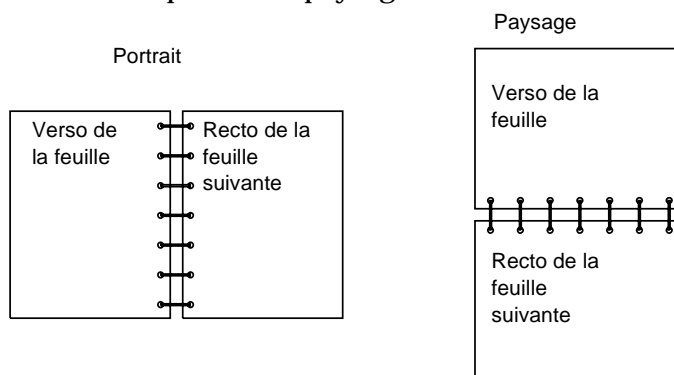 Portrait
Verso de
la feuille
Recto de la
feuille
suivante
Paysage
Verso de la
feuille
Recto de la
feuille
suivante